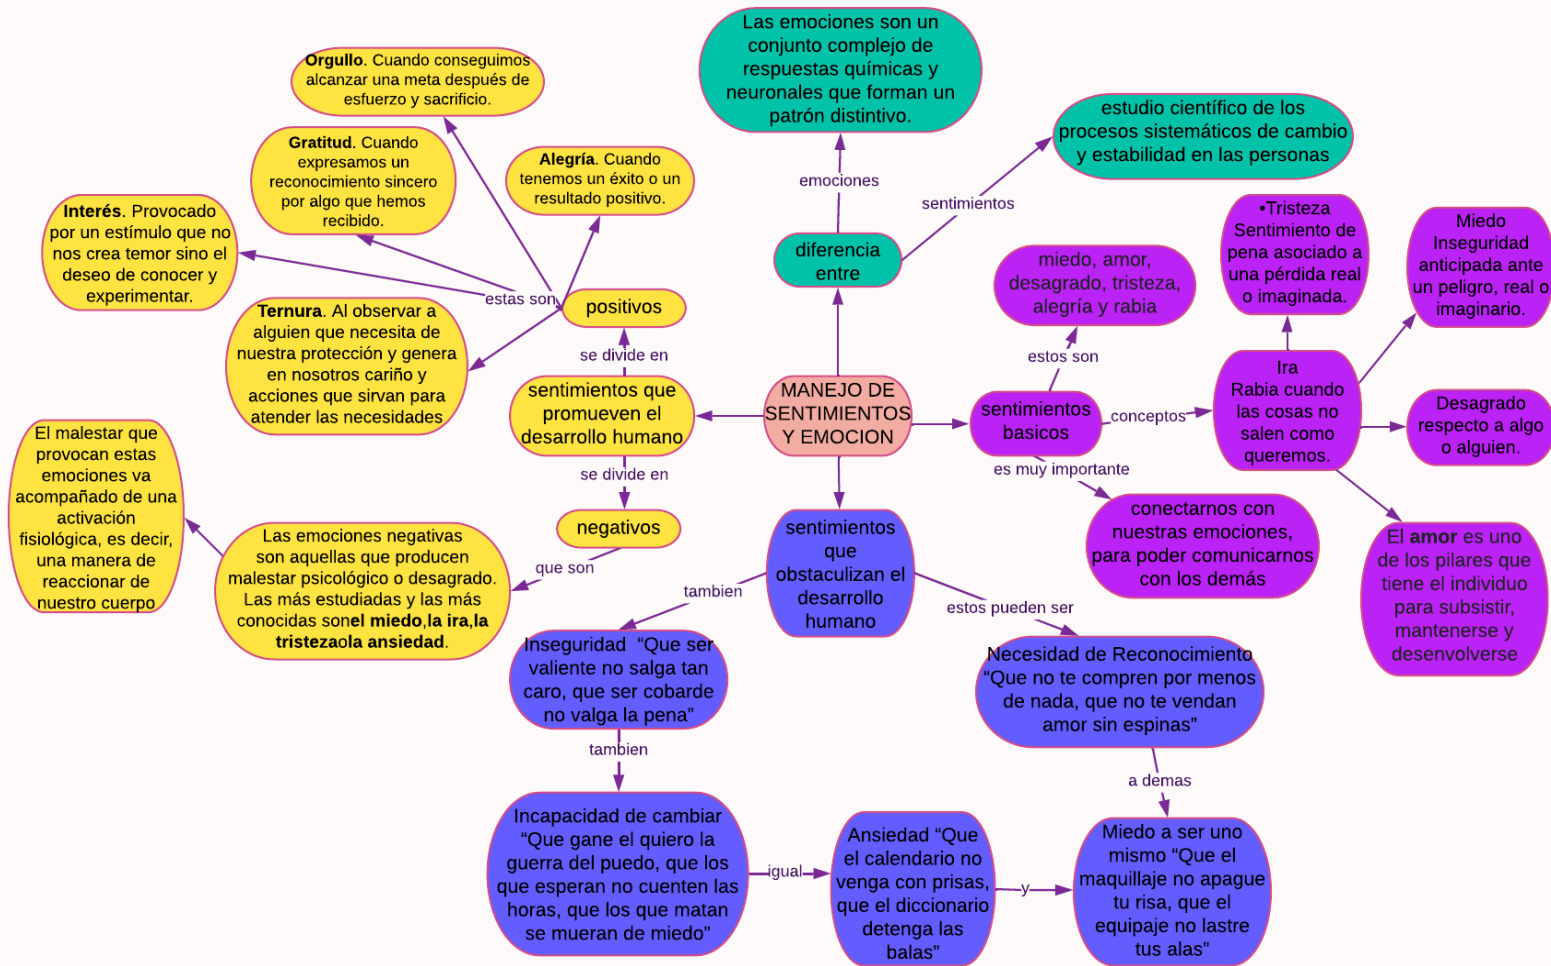 Las emociones son un
conjunto complejo de
respuestas químicas y
neuronales que forman un
patrón distintivo.
Orgullo. Cuando conseguimos
alcanzar una meta después de
esfuerzo y sacrificio.
estudio científico de los
procesos sistemáticos de cambio
y estabilidad en las personas
Gratitud. Cuando
expresamos un
reconocimiento sincero
por algo que hemos
recibido.
Alegría. Cuando
tenemos un éxito o un
resultado positivo.
emociones
sentimientos
Interés. Provocado
por un estímulo que no
nos crea temor sino el
deseo de conocer y
experimentar.
diferencia
entre
miedo, amor,
desagrado, tristeza,
alegría y rabia
•Tristeza
Sentimiento de
pena asociado a
una pérdida real
o imaginada.
Miedo
Inseguridad
anticipada ante
un peligro, real o
imaginario.
estas son
positivos
Ternura. Al observar a
alguien que necesita de
nuestra protección y genera
en nosotros cariño y
acciones que sirvan para
atender las necesidades
se divide en
estos son
sentimientos que
promueven el
desarrollo humano
MANEJO DE
SENTIMIENTOS
Y EMOCION
sentimientos
basicos
conceptos
Ira
Rabia cuando
las cosas no
salen como
queremos.
Desagrado
respecto a algo
o alguien.
El malestar que
provocan estas
emociones va
acompañado de una
activación
fisiológica, es decir,
una manera de
reaccionar de
nuestro cuerpo
se divide en
es muy importante
negativos
sentimientos
que
obstaculizan el
desarrollo
humano
conectarnos con
nuestras emociones,
para poder comunicarnos
con los demás
El amor es uno
de los pilares que
tiene el individuo
para subsistir,
mantenerse y
desenvolverse
Las emociones negativas
son aquellas que producen
malestar psicológico o desagrado.
Las más estudiadas y las más
conocidas sonel miedo,la ira,la
tristezaola ansiedad.
que son
tambien
estos pueden ser
Inseguridad “Que ser
valiente no salga tan
caro, que ser cobarde
no valga la pena”
Necesidad de Reconocimiento
“Que no te compren por menos
de nada, que no te vendan
amor sin espinas”
tambien
a demas
Incapacidad de cambiar
“Que gane el quiero la
guerra del puedo, que los
que esperan no cuenten las
horas, que los que matan
se mueran de miedo”
igual
Ansiedad “Que
el calendario no
venga con prisas,
que el diccionario
detenga las
balas”
y
Miedo a ser uno
mismo “Que el
maquillaje no apague
tu risa, que el
equipaje no lastre
tus alas”